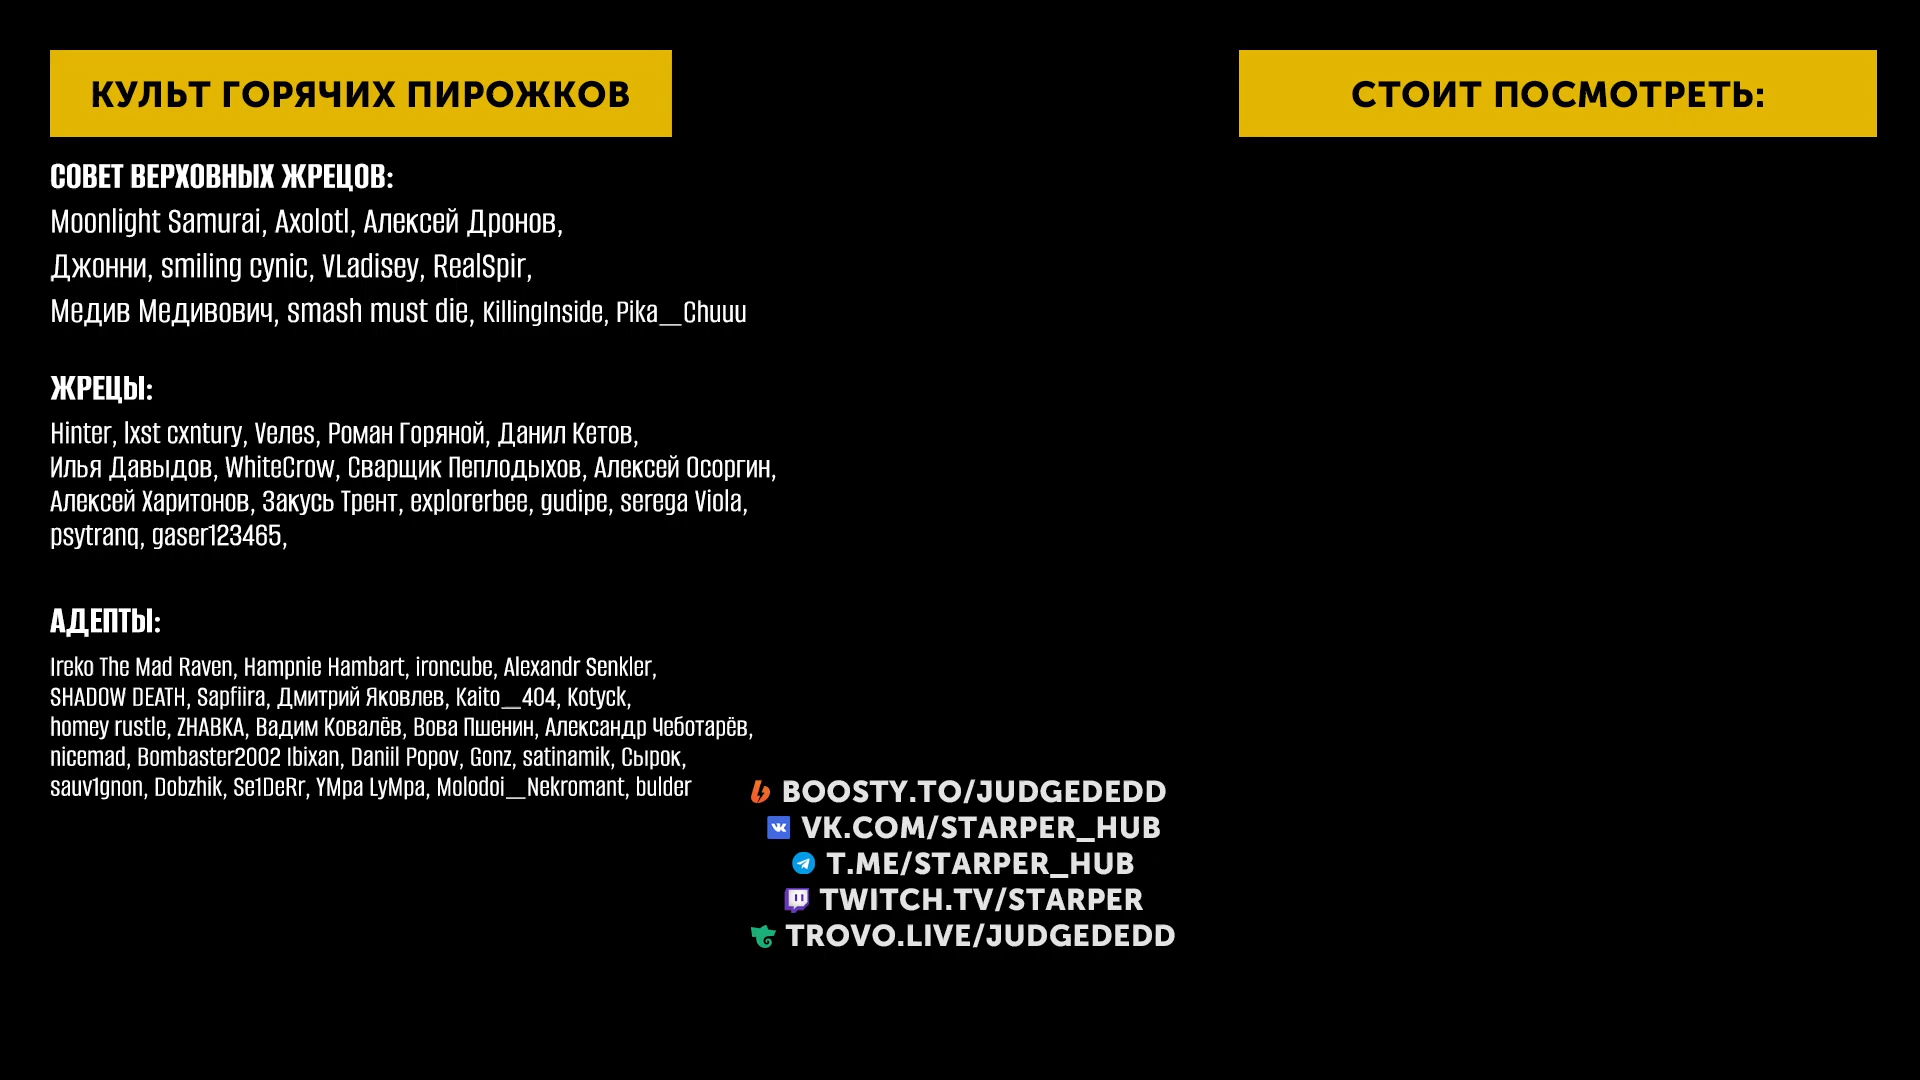 КУЛЬТ ГОРЯЧИХ ПИРОЖКОВ
СОВЕТ ВЕРХОВНЫХ ЖРЕЦОВ:
Moonlight Samurai, Axolotl, Алексей Дронов,
Джонни, smiling cynic, VLadisey, RealSpir,
Медив Медивович, smash must die, KillingInside, Pika__Chuuu
ЖРЕЦЫ:
Hinter, lxst cxntury, Vелеs, Роман Горяной, Данил Кетов,
Илья Давыдов, WhiteCrow, Сварщик Пеплодыхов, Алексей Осоргин,
Алексей Харитонов, Закусь Трент, explorerbee, gudipe, serega Viola,
psytranq, gaser123465,
АДЕПТЫ:
Ireko The Mad Raven, Hampnie Hambart, ironcube, Alexandr Senkler,
SHADOW DEATH, Sapfiira, Дмитрий Яковлев, Kaito__404, Kotyck,
homey rustle, ZHABKA, Вадим Ковалёв, Вова Пшенин, Александр Чеботарёв,
nicemad, Bombaster2002 Ibixan, Daniil Popov, Gonz, satinamik, Сырок,
sauv1gnon, Dobzhik, Se1DeRr, YMpa LyMpa, Molodoi__Nekromant, bulder
СТОИТ ПОСМОТРЕТЬ:
BOOSTY.TO/JUDGEDEDD
VK.COM/STARPER_HUB
T.ME/STARPER_HUB
TWITCH.TV/STARPER
TROVO.LIVE/JUDGEDEDD